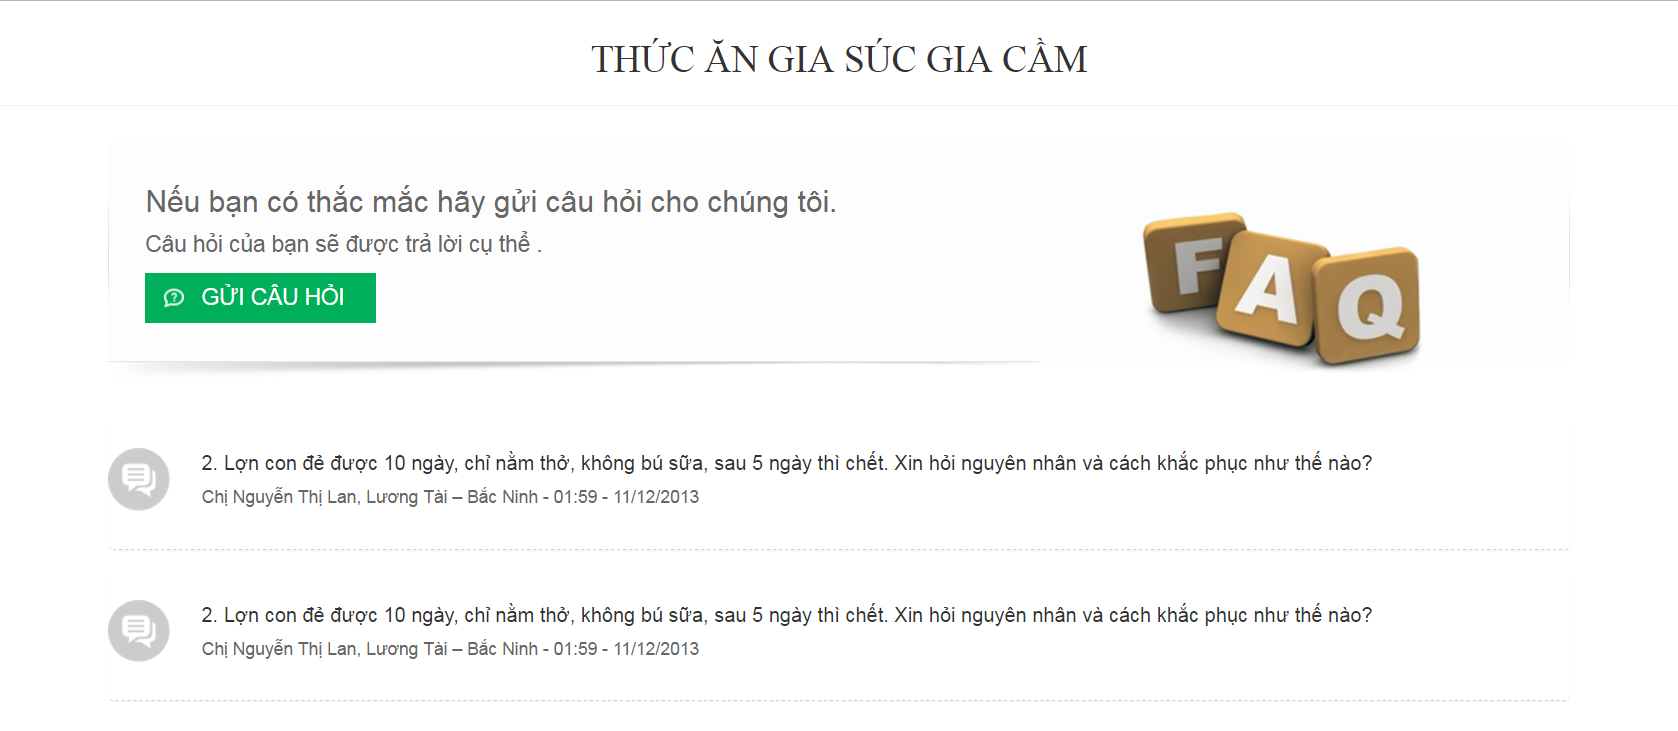 THỨC ĂN GIA SÚC GIA CẦM
Nếu bạn có thắc mắc hãy gửi câu hỏi cho chúng tôi.
Câu hỏi của bạn sẽ được trả lời cụ thể .
GỬI CÂU HỎI
FAQ
2. Lợn con đẻ được 10 ngày, chỉ nằm thở, không bú sữa, sau 5 ngày thì chết. Xin hỏi nguyên nhân và cách khắc phục như thế nào?
Chị Nguyễn Thị Lan, Lương Tài – Bắc Ninh - 01:59 - 11/12/2013
2. Lợn con đẻ được 10 ngày, chỉ nằm thở, không bú sữa, sau 5 ngày thì chết. Xin hỏi nguyên nhân và cách khắc phục như thế nào?
Chị Nguyễn Thị Lan, Lương Tài – Bắc Ninh - 01:59 - 11/12/2013